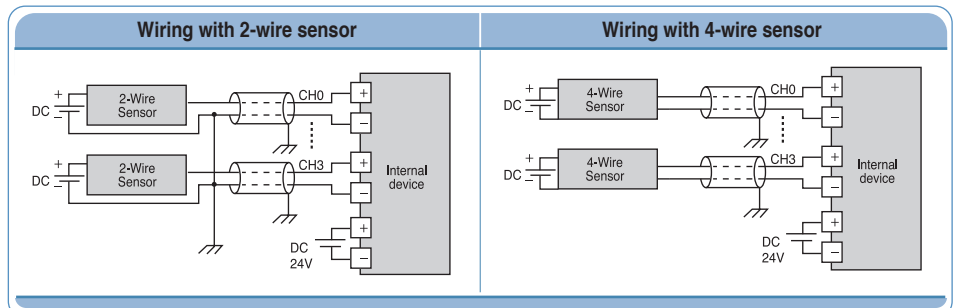 Wiring with 2-wire sensor
Wiring with 4-wire sensor
+
DC
−
2-Wire
Sensor
CH0
+
−
+
DC
−
2-Wire
Sensor
CH3
+
−
Internal
device
DC
24V
+
−
+
DC
−
4-Wire
Sensor
CH0
+
−
+
DC
−
4-Wire
Sensor
CH3
+
−
Internal
device
DC
24V
+
−